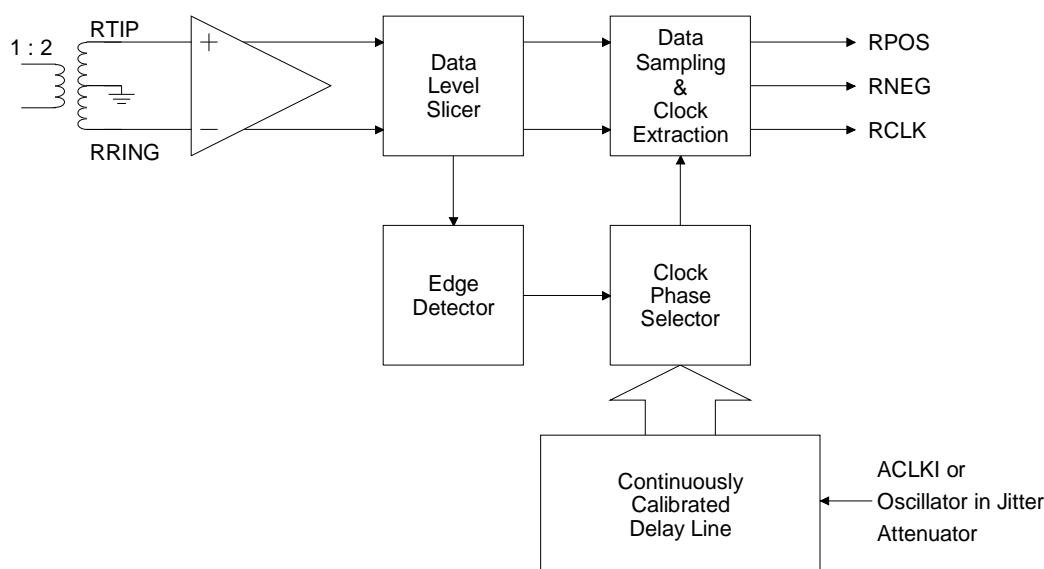 1 : 2
RTIP
RRING
+
−
Data
Level
Slicer
Data
Sampling
&
Clock
Extraction
RPOS
RNEG
RCLK
Edge
Detector
Clock
Phase
Selector
Continuously
Calibrated
Delay Line
ACLKI or
Oscillator in Jitter
Attenuator